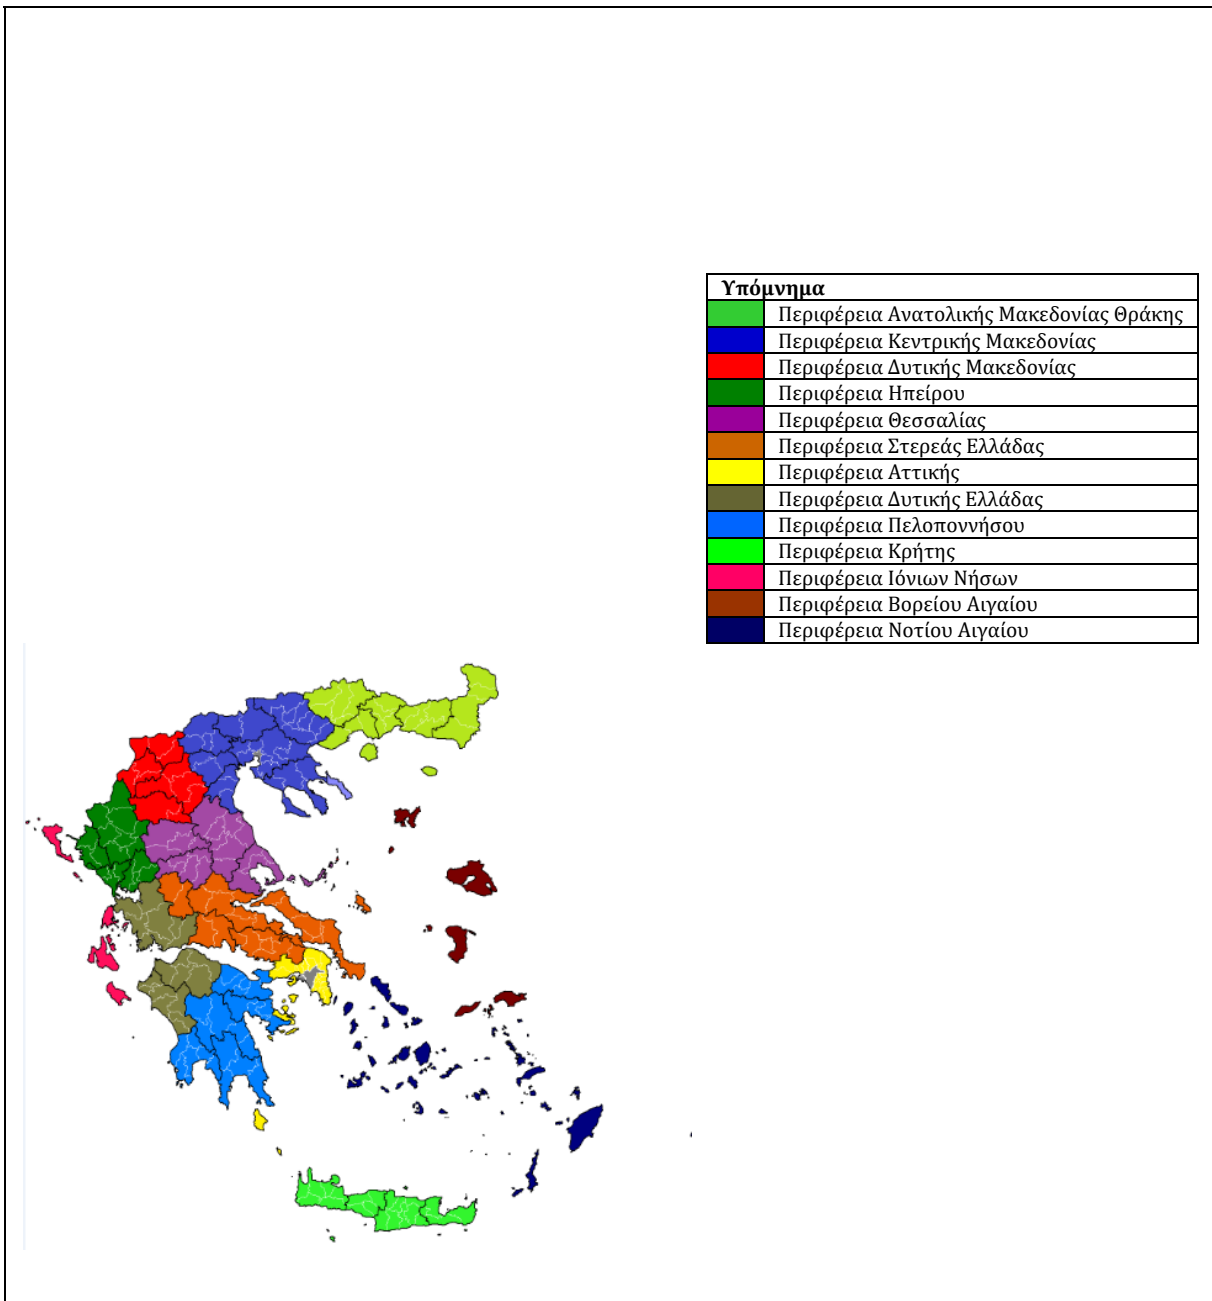 Υπόμνημα
Περιφέρεια Ανατολικής Μακεδονίας Θράκης
Περιφέρεια Κεντρικής Μακεδονίας
Περιφέρεια Δυτικής Μακεδονίας
Περιφέρεια Ηπείρου
Περιφέρεια Θεσσαλίας
Περιφέρεια Στερεάς Ελλάδας
Περιφέρεια Αττικής
Περιφέρεια Δυτικής Ελλάδας
Περιφέρεια Πελοποννήσου
Περιφέρεια Κρήτης
Περιφέρεια Ιόνιων Νήσων
Περιφέρεια Βορείου Αιγαίου
Περιφέρεια Νοτίου Αιγαίου